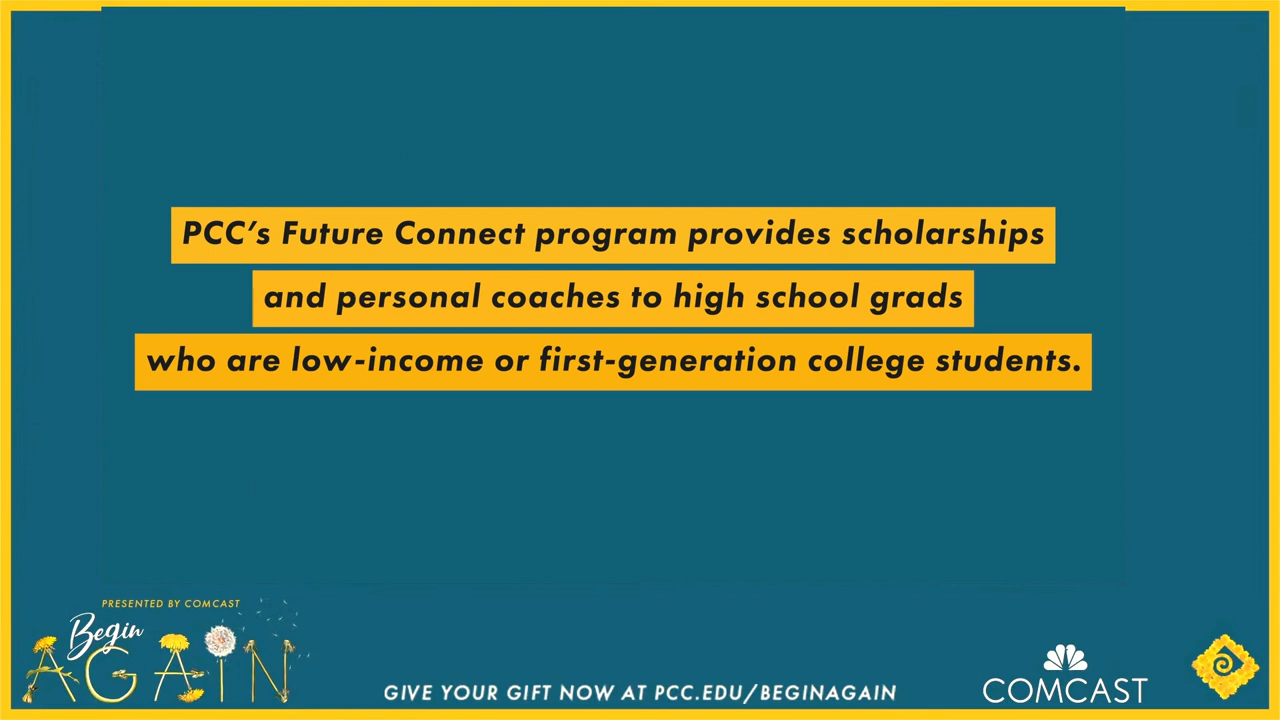 PCC's Future Connect program provides scholarships
and personal coaches to high school grads
who are low-income or first-generation college students.
PRESENTED BY COMCAST
Begin
AGAIN
GIVE YOUR GIFT NOW AT PCC.EDU/BEGINAGAIN
COMCAST